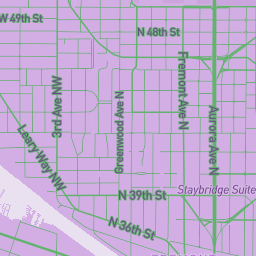 W 49th St
N 48th St
3rd Ave NW
Greenwood Ave N
Fremont Ave N
Aurora Ave N
Leary Way NW
N 39th St
Staybridge Suite
N 36th St